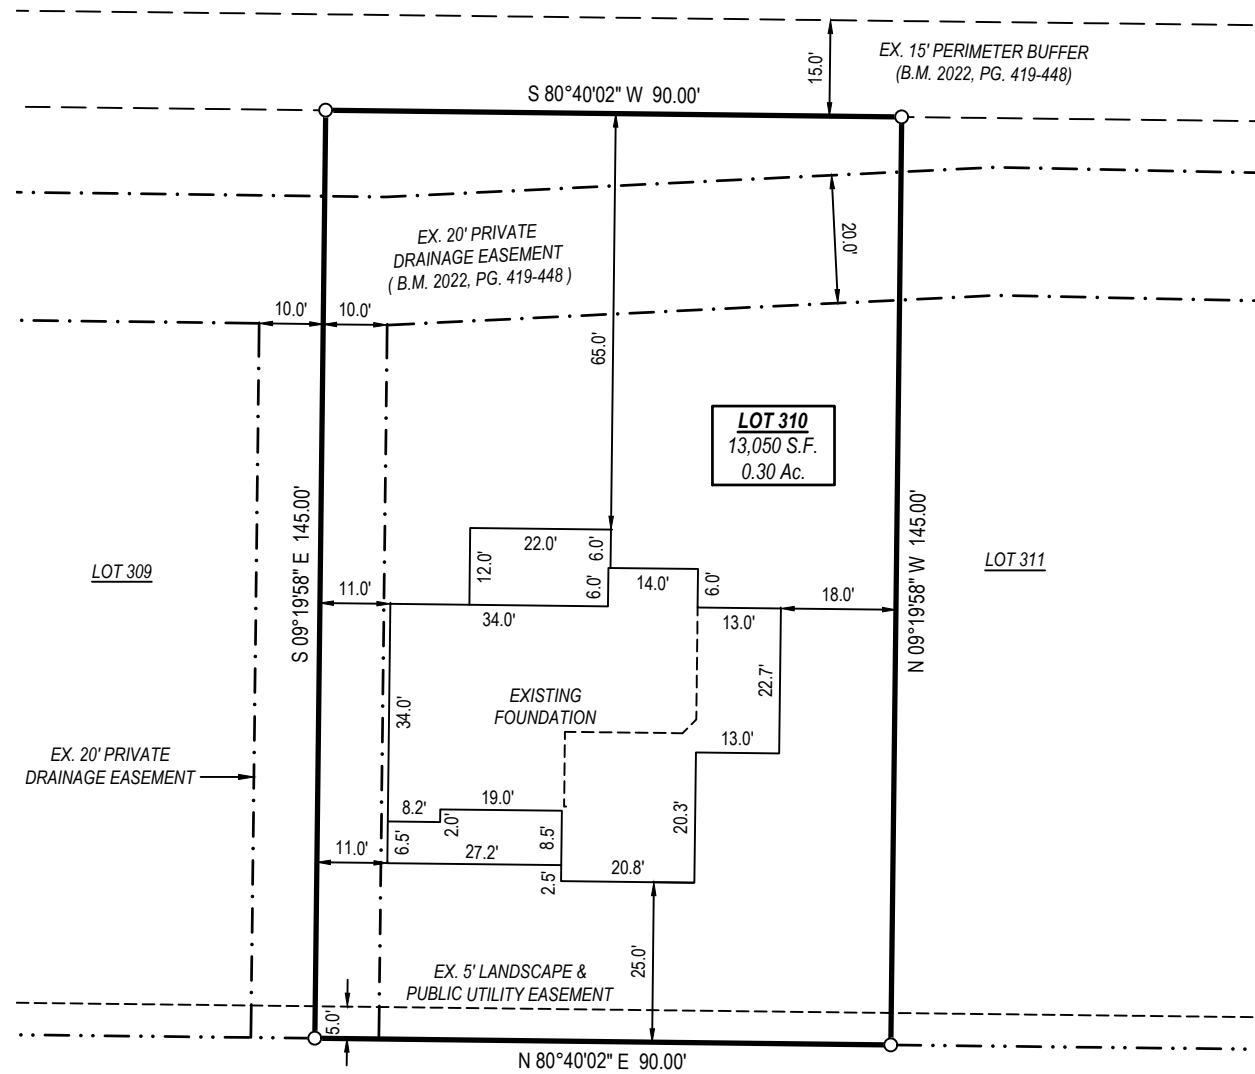 EX. 15' PERIMETER BUFFER
(B.M. 2022, PG. 419-448)
15.0'
S 80°40'02" W  90.00'
EX. 20' PRIVATE
DRAINAGE EASEMENT
( B.M. 2022, PG. 419-448 )
20.0'
10.0'
10.0'
65.0'
LOT 310
13,050 S.F.
0.30 Ac.
S 09°19'58" E  145.00'
N 09°19'58" W  145.00'
LOT 309
LOT 311
22.0'
12.0'
6.0'
6.0'
14.0'
6.0'
11.0'
34.0'
13.0'
18.0'
34.0'
EXISTING
FOUNDATION
22.7'
13.0'
EX. 20' PRIVATE
DRAINAGE EASEMENT
8.2'
19.0'
2.0'
6.5'
8.5'
20.3'
11.0'
27.2'
2.5'
20.8'
25.0'
EX. 5' LANDSCAPE &
PUBLIC UTILITY EASEMENT
5.0'
N 80°40'02" E  90.00'